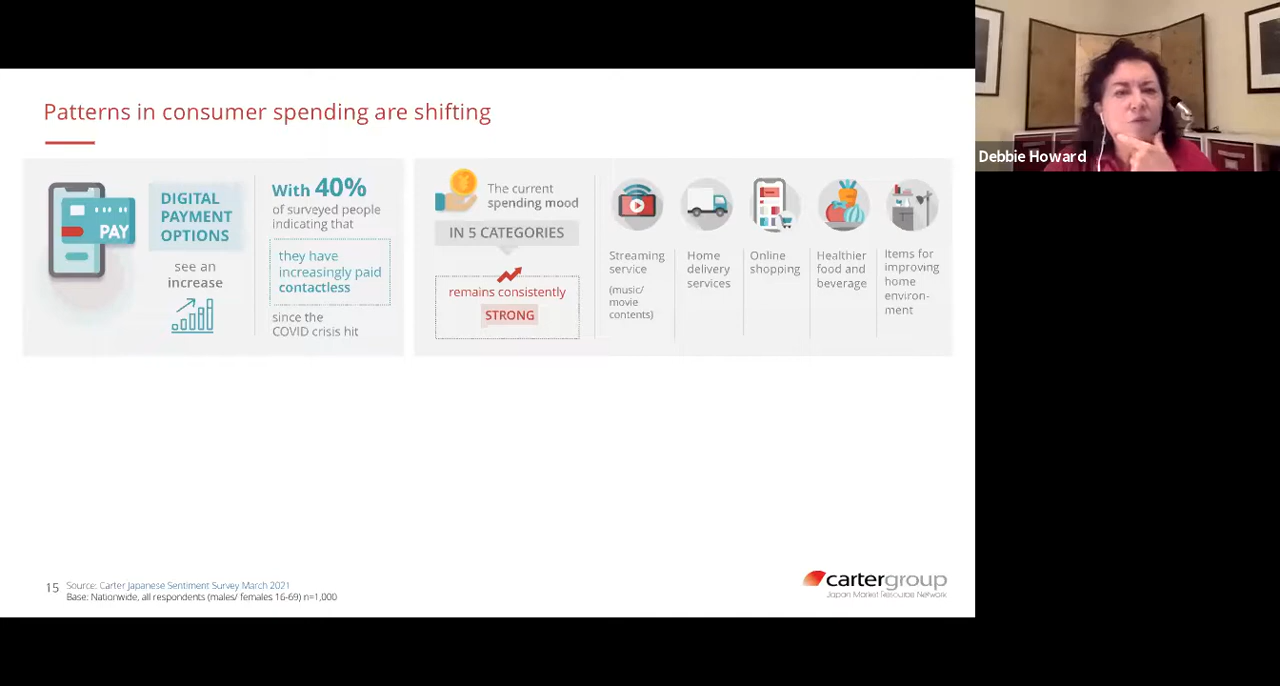 Patterns in consumer spending are shifting
PAY
DIGITAL
PAYMENT
OPTIONS
see an
increase
With 40%
of surveyed people
indicating that
they have
increasingly paid
contactless
since the
COVID crisis hit
The current
spending mood
IN 5 CATEGORIES
remains consistently
STRONG
Streaming
service
(music/
movie
contents)
Home
delivery
services
Online
shopping
Healthier
food and
beverage
Items for
improving
home
environ-
ment
15
Source: Carter Japanese Sentiment Survey March 2021
Base: Nationwide, all respondents (males/ females 16-69) n=1,000
cartergroup
Japan Market Resource Network
Debbie Howard